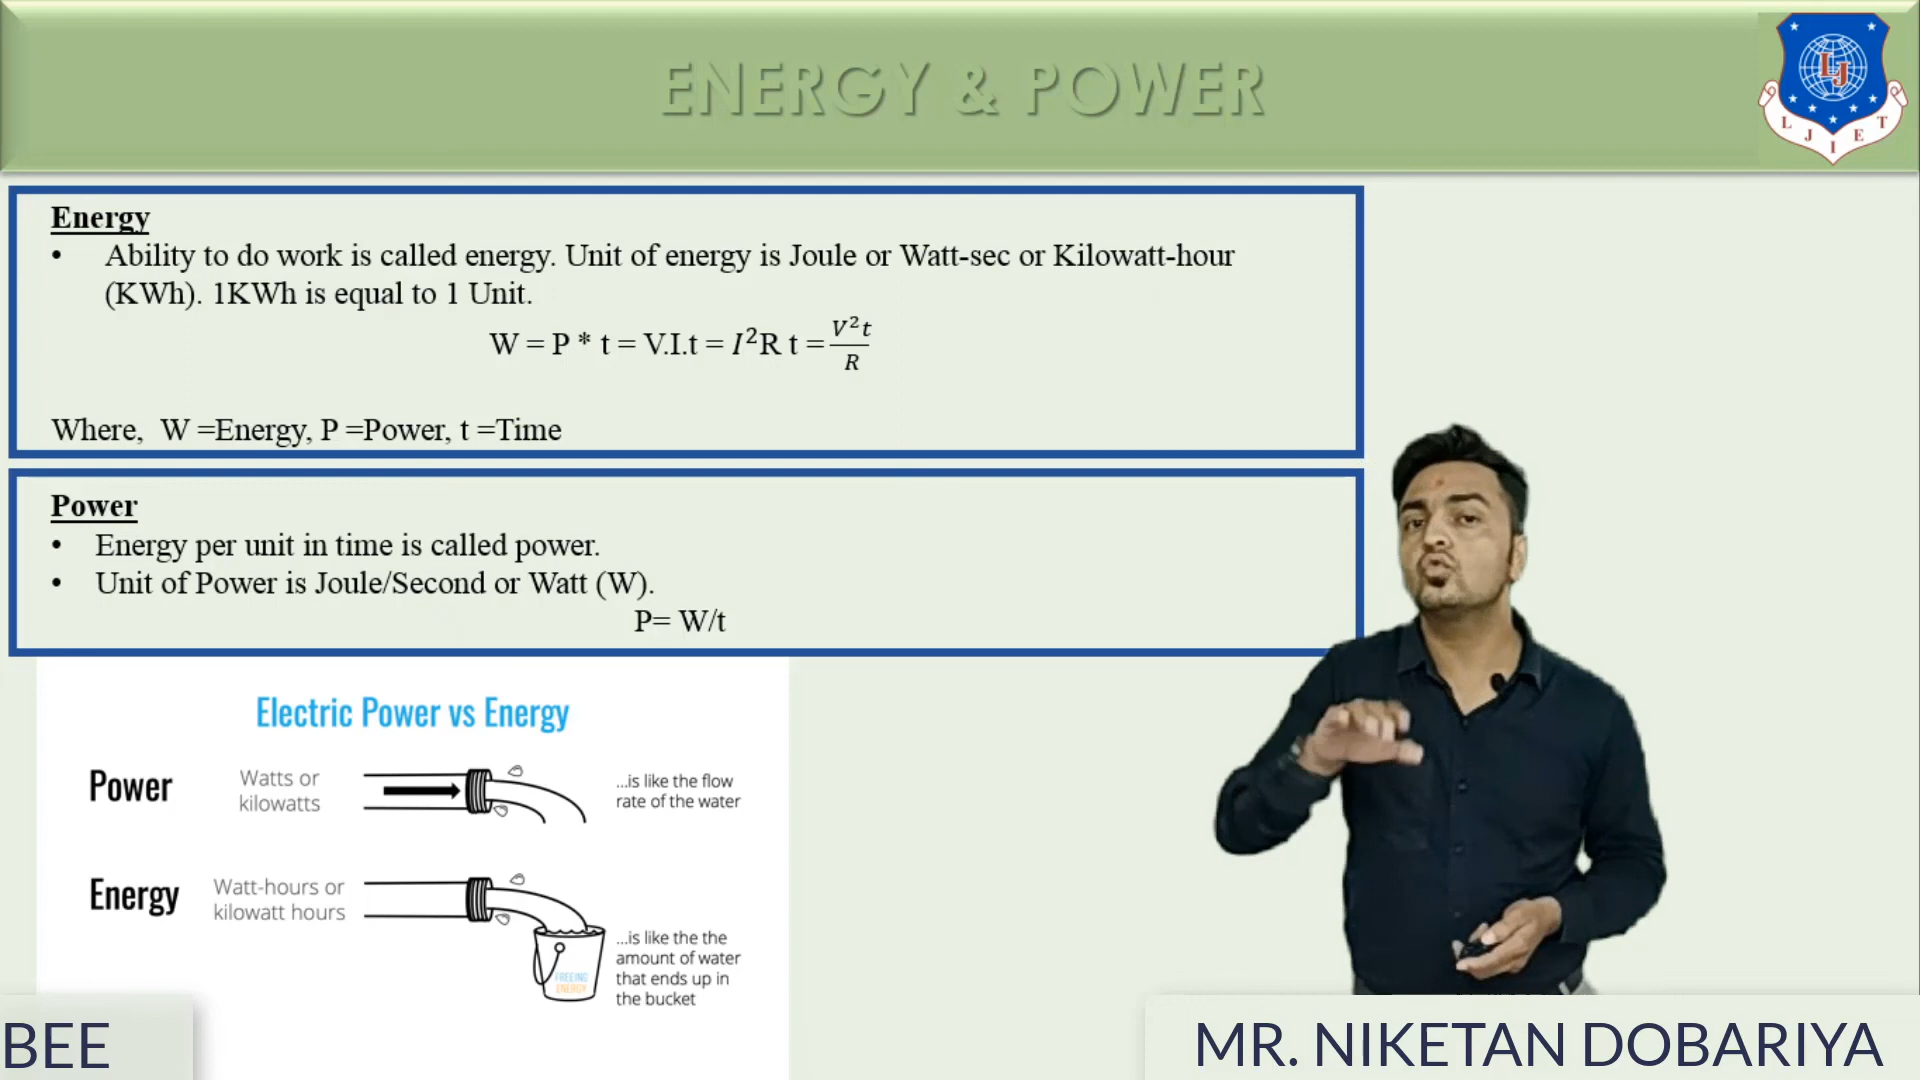 ENERGY & POWER
LJ
L J I E T
Energy
• Ability to do work is called energy. Unit of energy is Joule or Watt-sec or Kilowatt-hour
(KWh). 1KWh is equal to 1 Unit.
W = P * t = V.I.t = I²R t = V²t/R
Where, W =Energy, P =Power, t =Time
Power
• Energy per unit in time is called power.
• Unit of Power is Joule/Second or Watt (W).
P= W/t
Electric Power vs Energy
Power
Watts or
kilowatts
...is like the flow
rate of the water
Energy
Watt-hours or
kilowatt hours
...is like the the
amount of water
that ends up in
the bucket
FREEING
ENERGY
BEE
MR. NIKETAN DOBARIYA